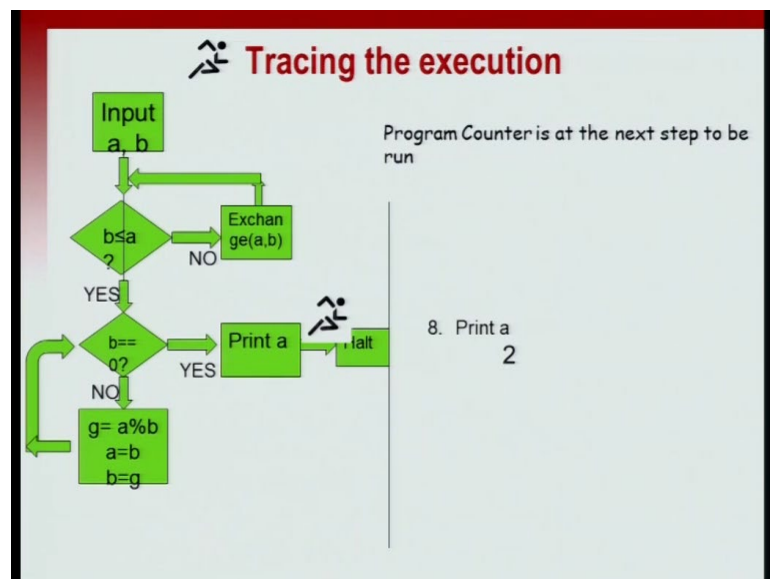 Tracing the execution
Input
a, b
Program Counter is at the next step to be
run
b≤a
?
Exchan
ge(a,b)
NO
YES
b==
0?
Print a
Halt
YES
NO
g= a%b
a=b
b=g
8. Print a
2